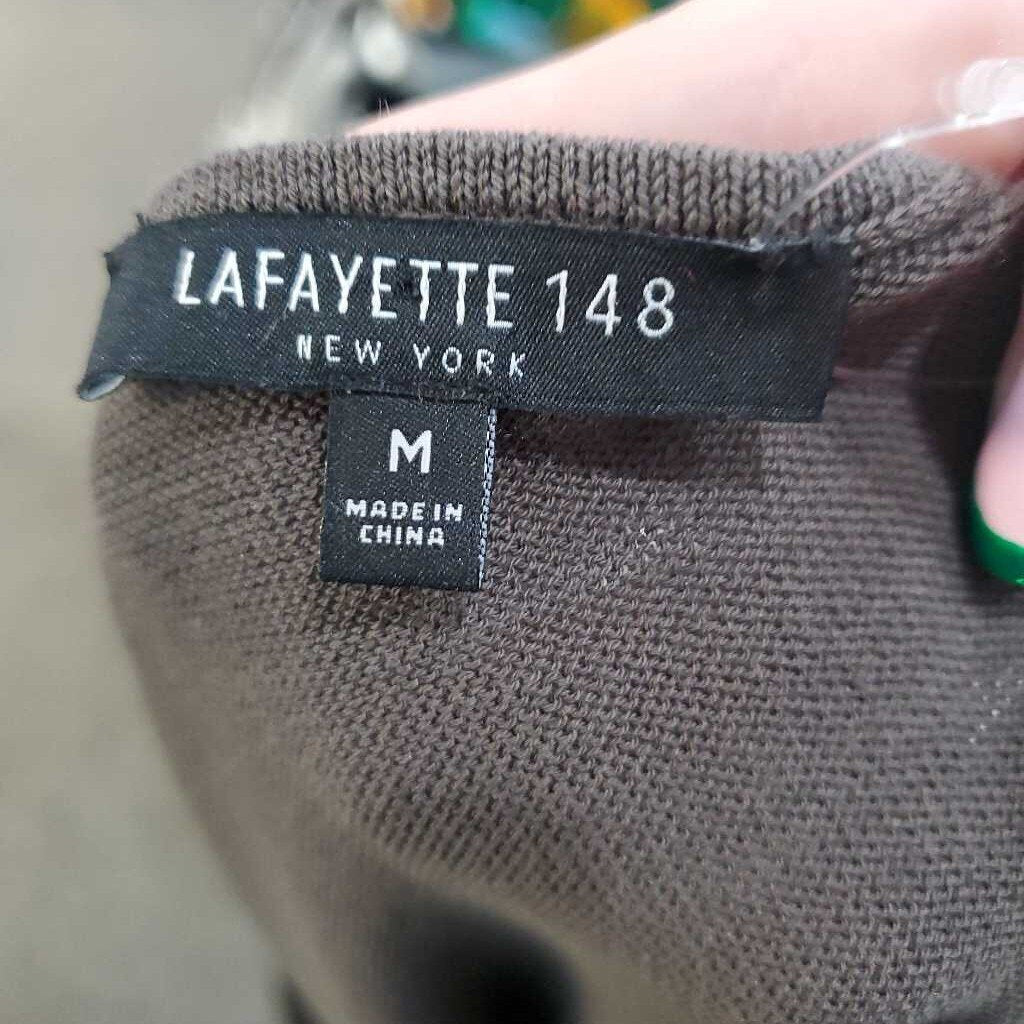 LAFAYETTE 148
NEW YORK
M
MADE IN
CHINA